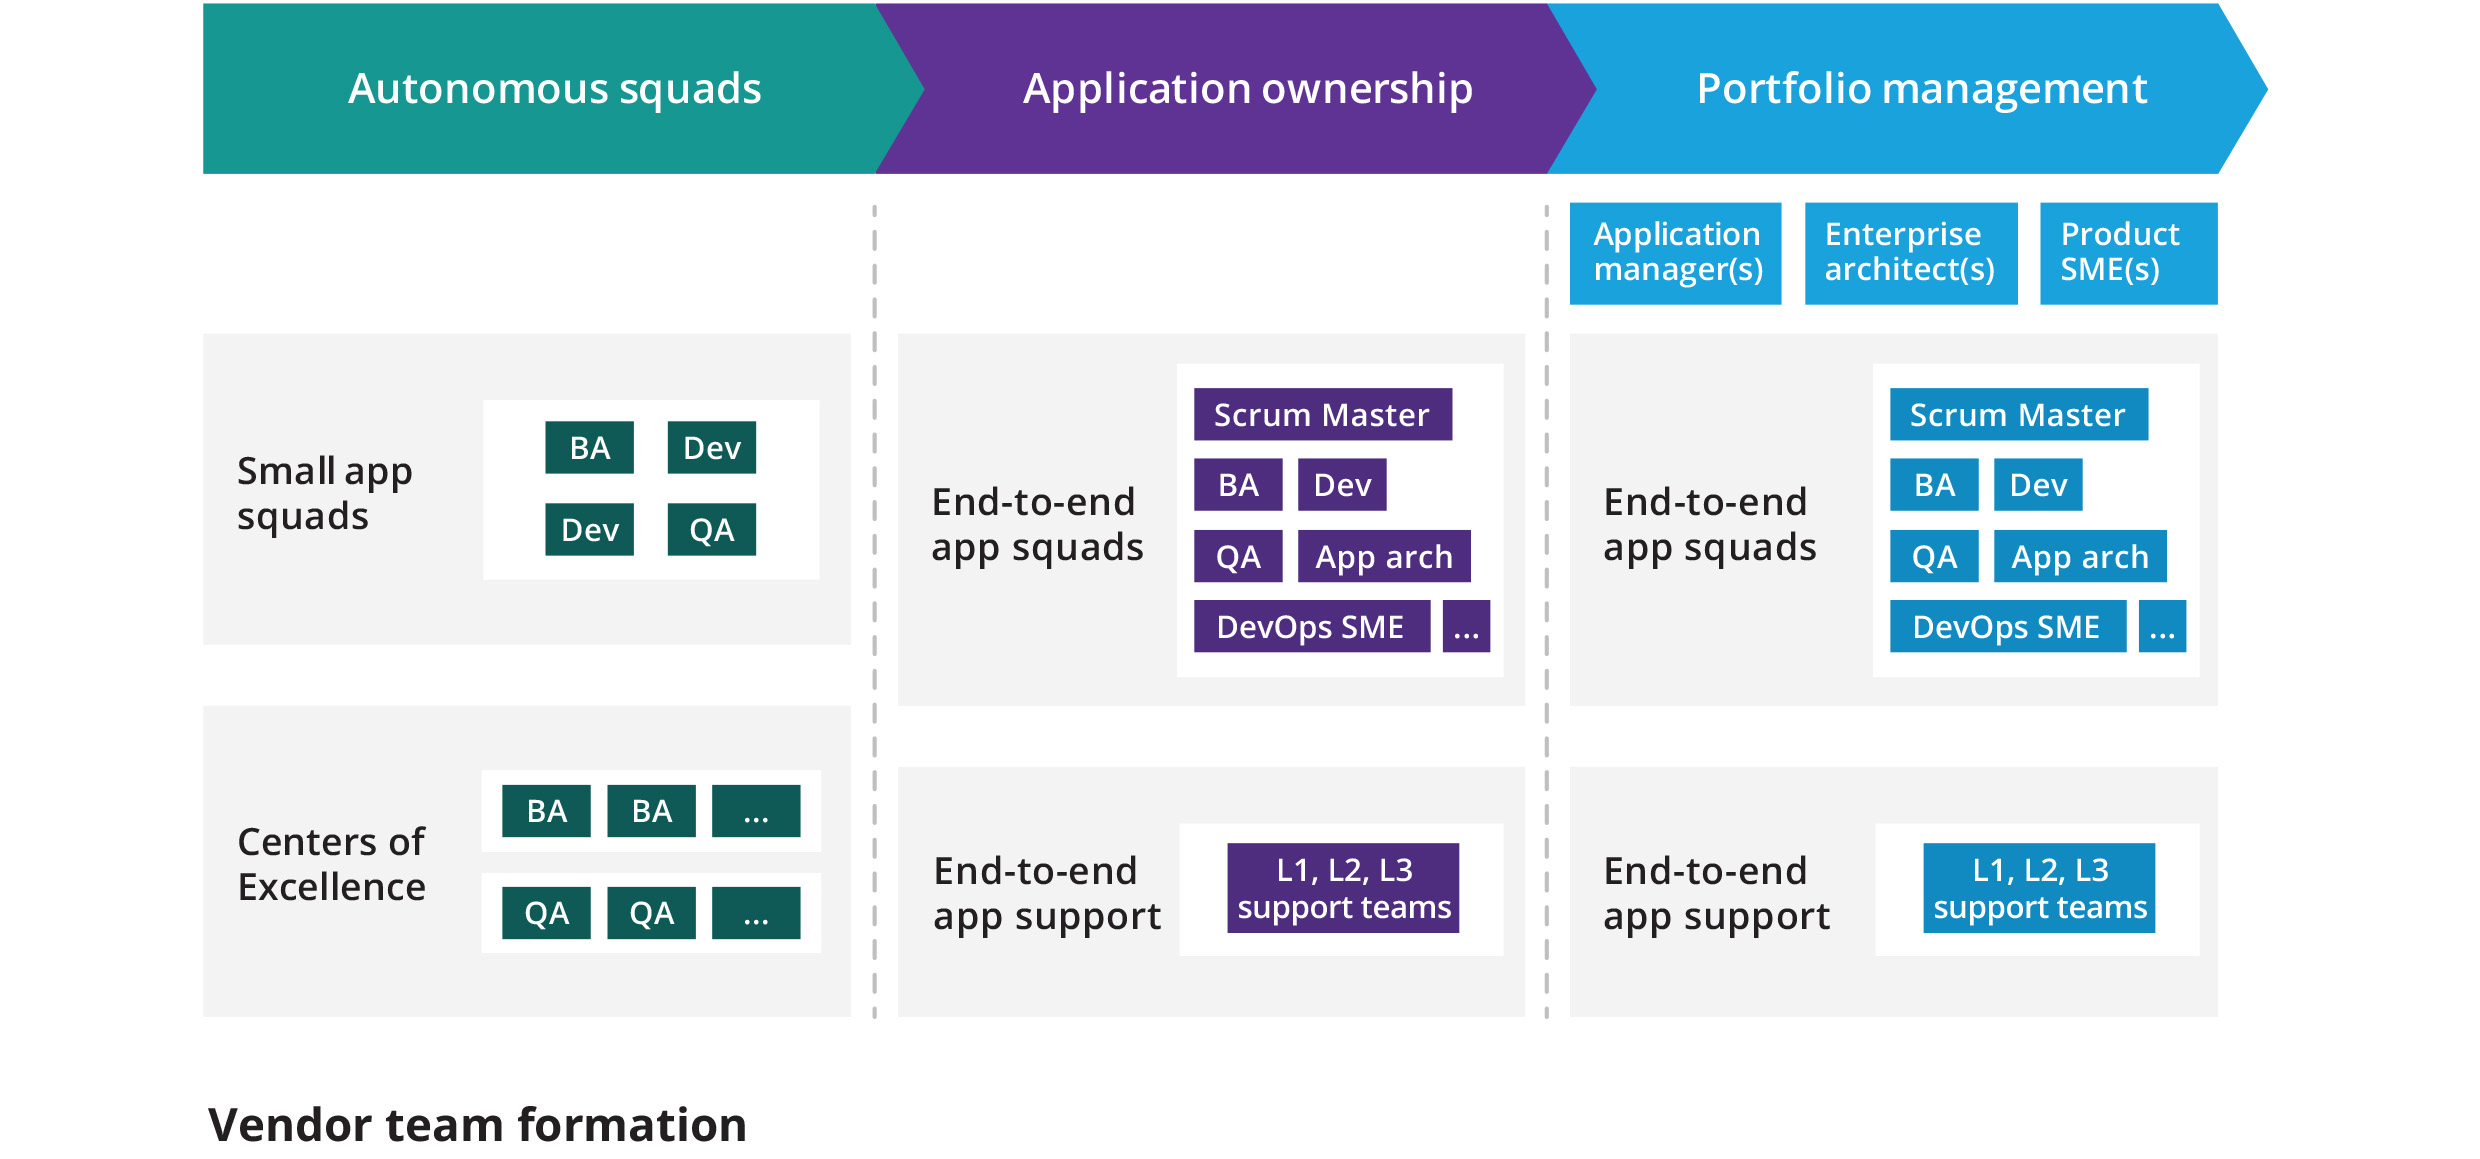 Autonomous squads
Application ownership
Portfolio management
Application
manager(s)
Enterprise
architect(s)
Product
SME(s)
Small app
squads
BA
Dev
Dev
QA
Centers of
Excellence
BA
BA
...
QA
QA
...
End-to-end
app squads
Scrum Master
BA
Dev
QA
App arch
DevOps SME
...
End-to-end
app support
L1, L2, L3
support teams
End-to-end
app squads
Scrum Master
BA
Dev
QA
App arch
DevOps SME
...
End-to-end
app support
L1, L2, L3
support teams
Vendor team formation